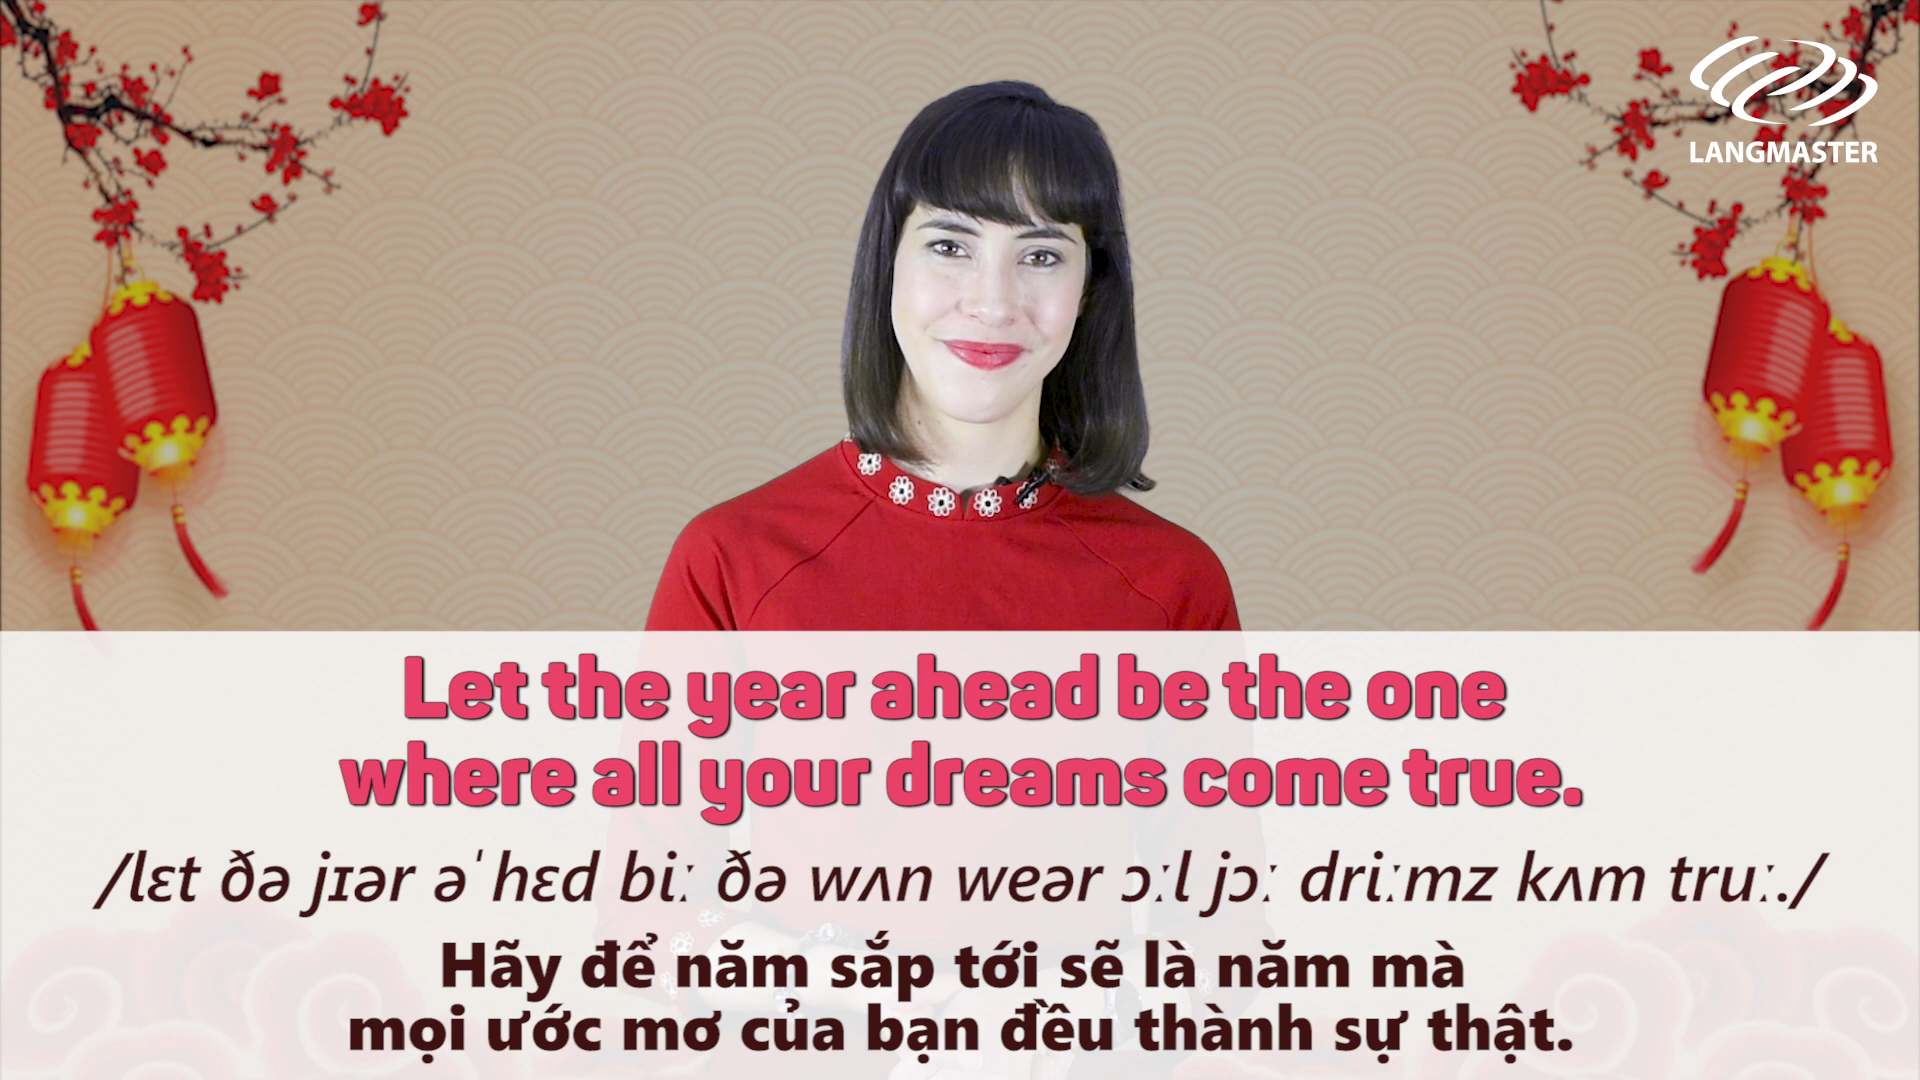 LANGMASTER
Let the year ahead be the one
where all your dreams come true.
/lɛt ðə jɪər əˈhɛd biː ðə wʌn weər ɔːl jɔː driːmz kʌm truː./
Hãy để năm sắp tới sẽ là năm mà
mọi ước mơ của bạn đều thành sự thật.